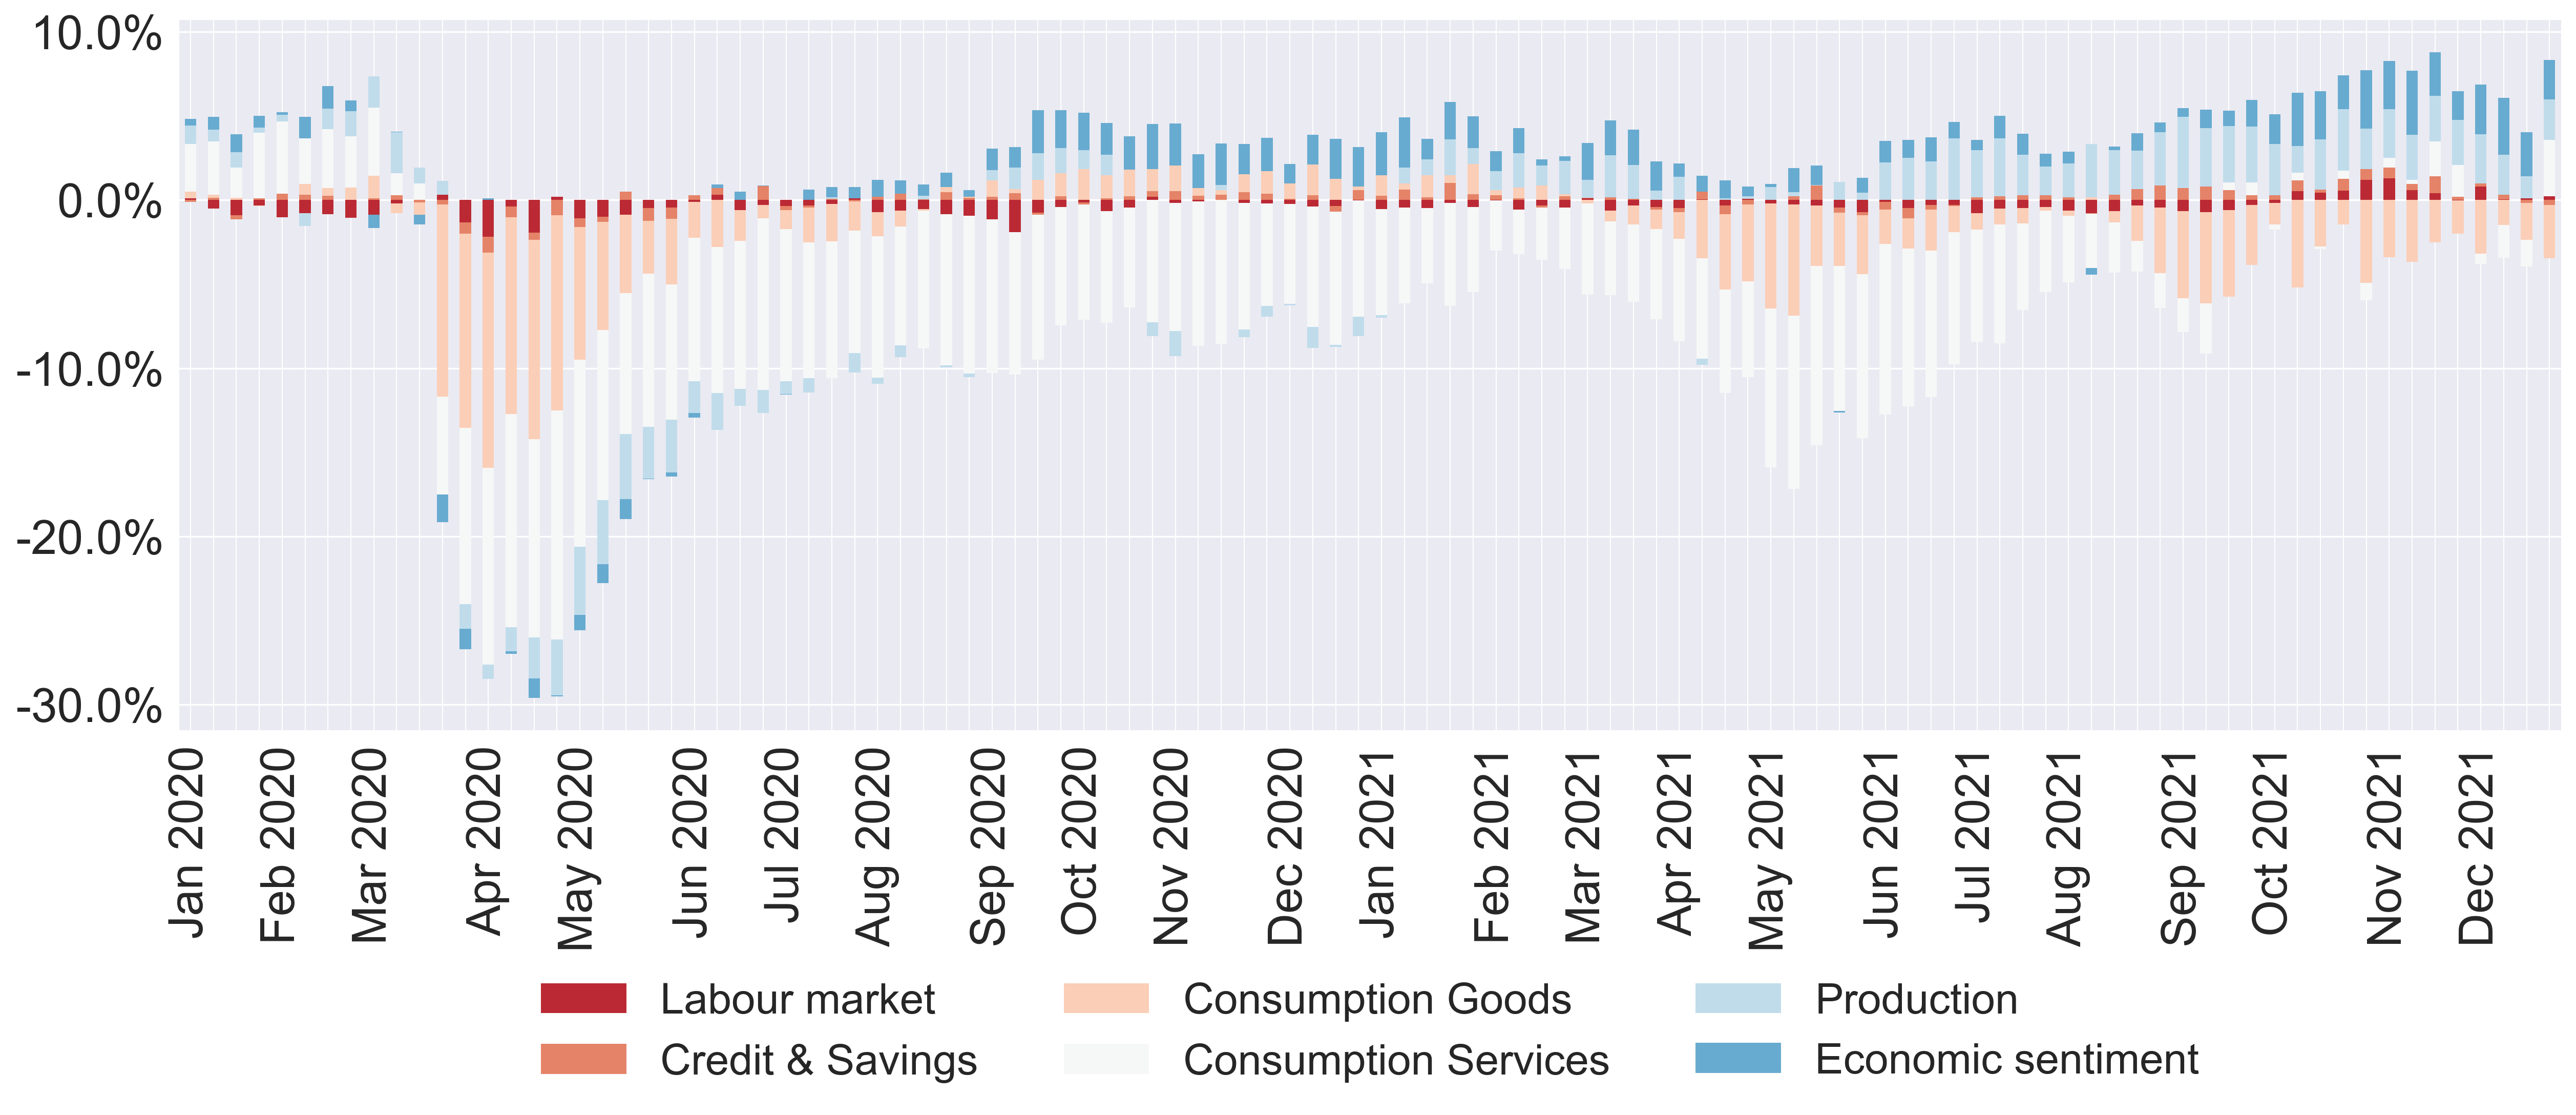 10.0%
0.0%
-10.0%
-20.0%
-30.0%
Jan 2020
Feb 2020
Mar 2020
Apr 2020
May 2020
Jun 2020
Jul 2020
Aug 2020
Sep 2020
Oct 2020
Nov 2020
Dec 2020
Jan 2021
Feb 2021
Mar 2021
Apr 2021
May 2021
Jun 2021
Jul 2021
Aug 2021
Sep 2021
Oct 2021
Nov 2021
Dec 2021
Labour market
Credit & Savings
Consumption Goods
Consumption Services
Production
Economic sentiment